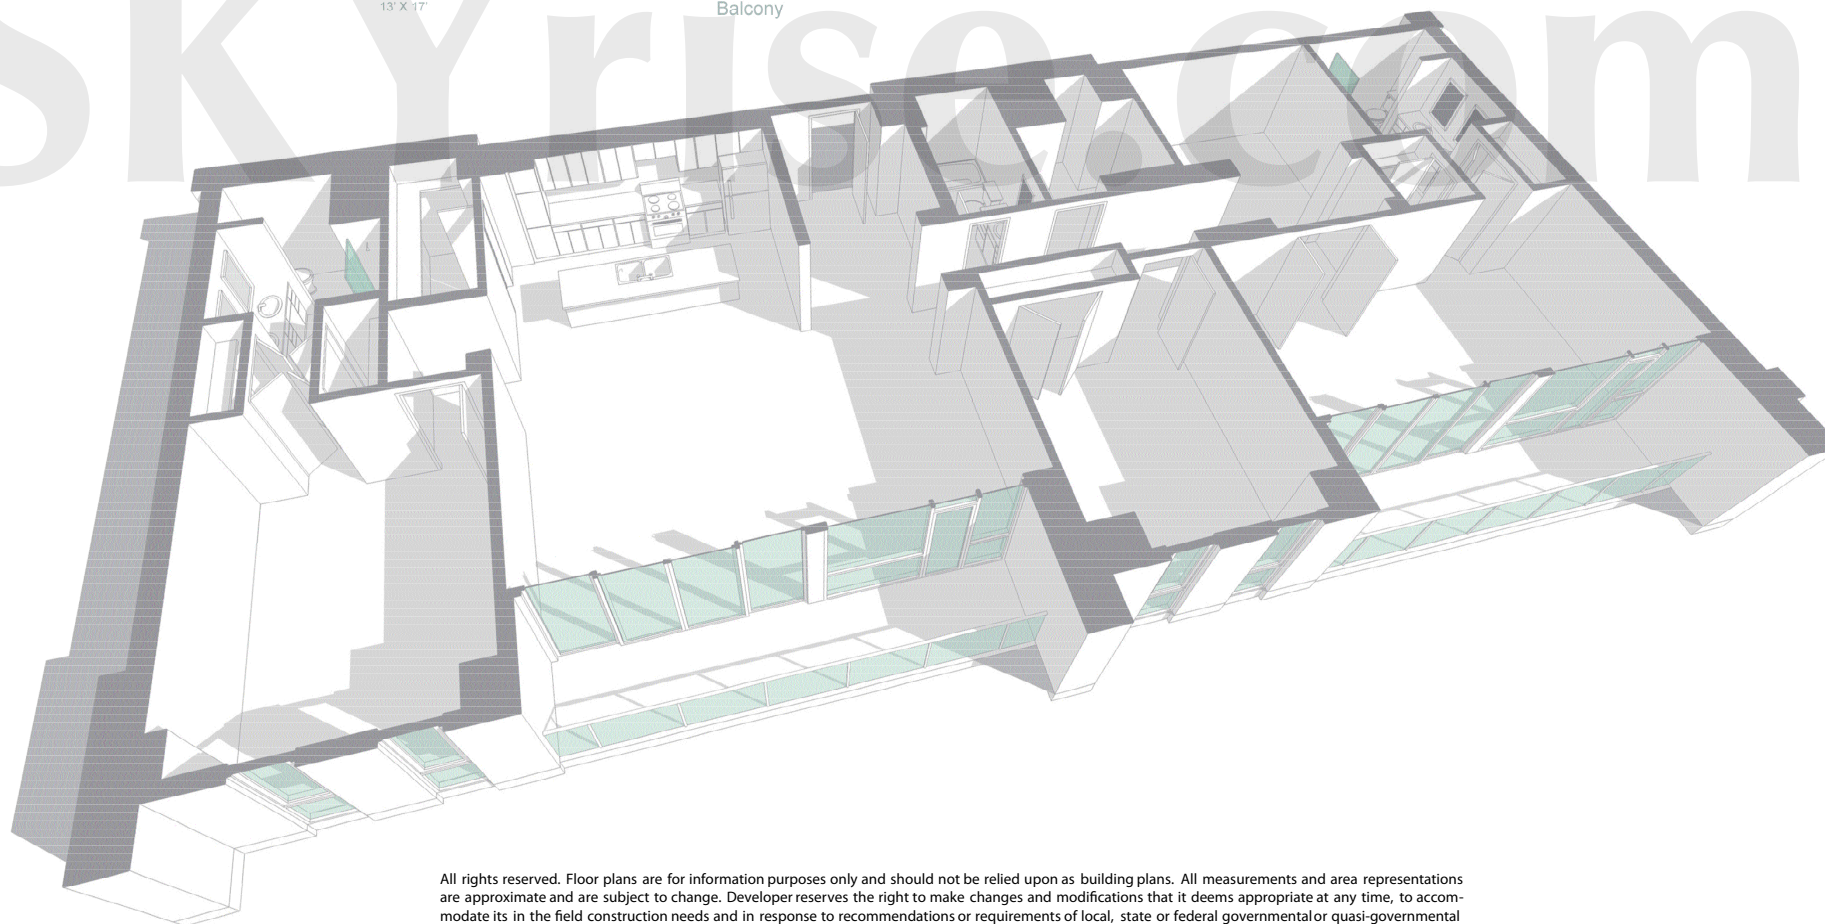 13' X 17'
Balcony
SKYrise.com
All rights reserved. Floor plans are for information purposes only and should not be relied upon as building plans. All measurements and area representations
are approximate and are subject to change. Developer reserves the right to make changes and modifications that it deems appropriate at any time, to accom-
modate its in the field construction needs and in response to recommendations or requirements of local, state or federal governmental or quasi-governmental